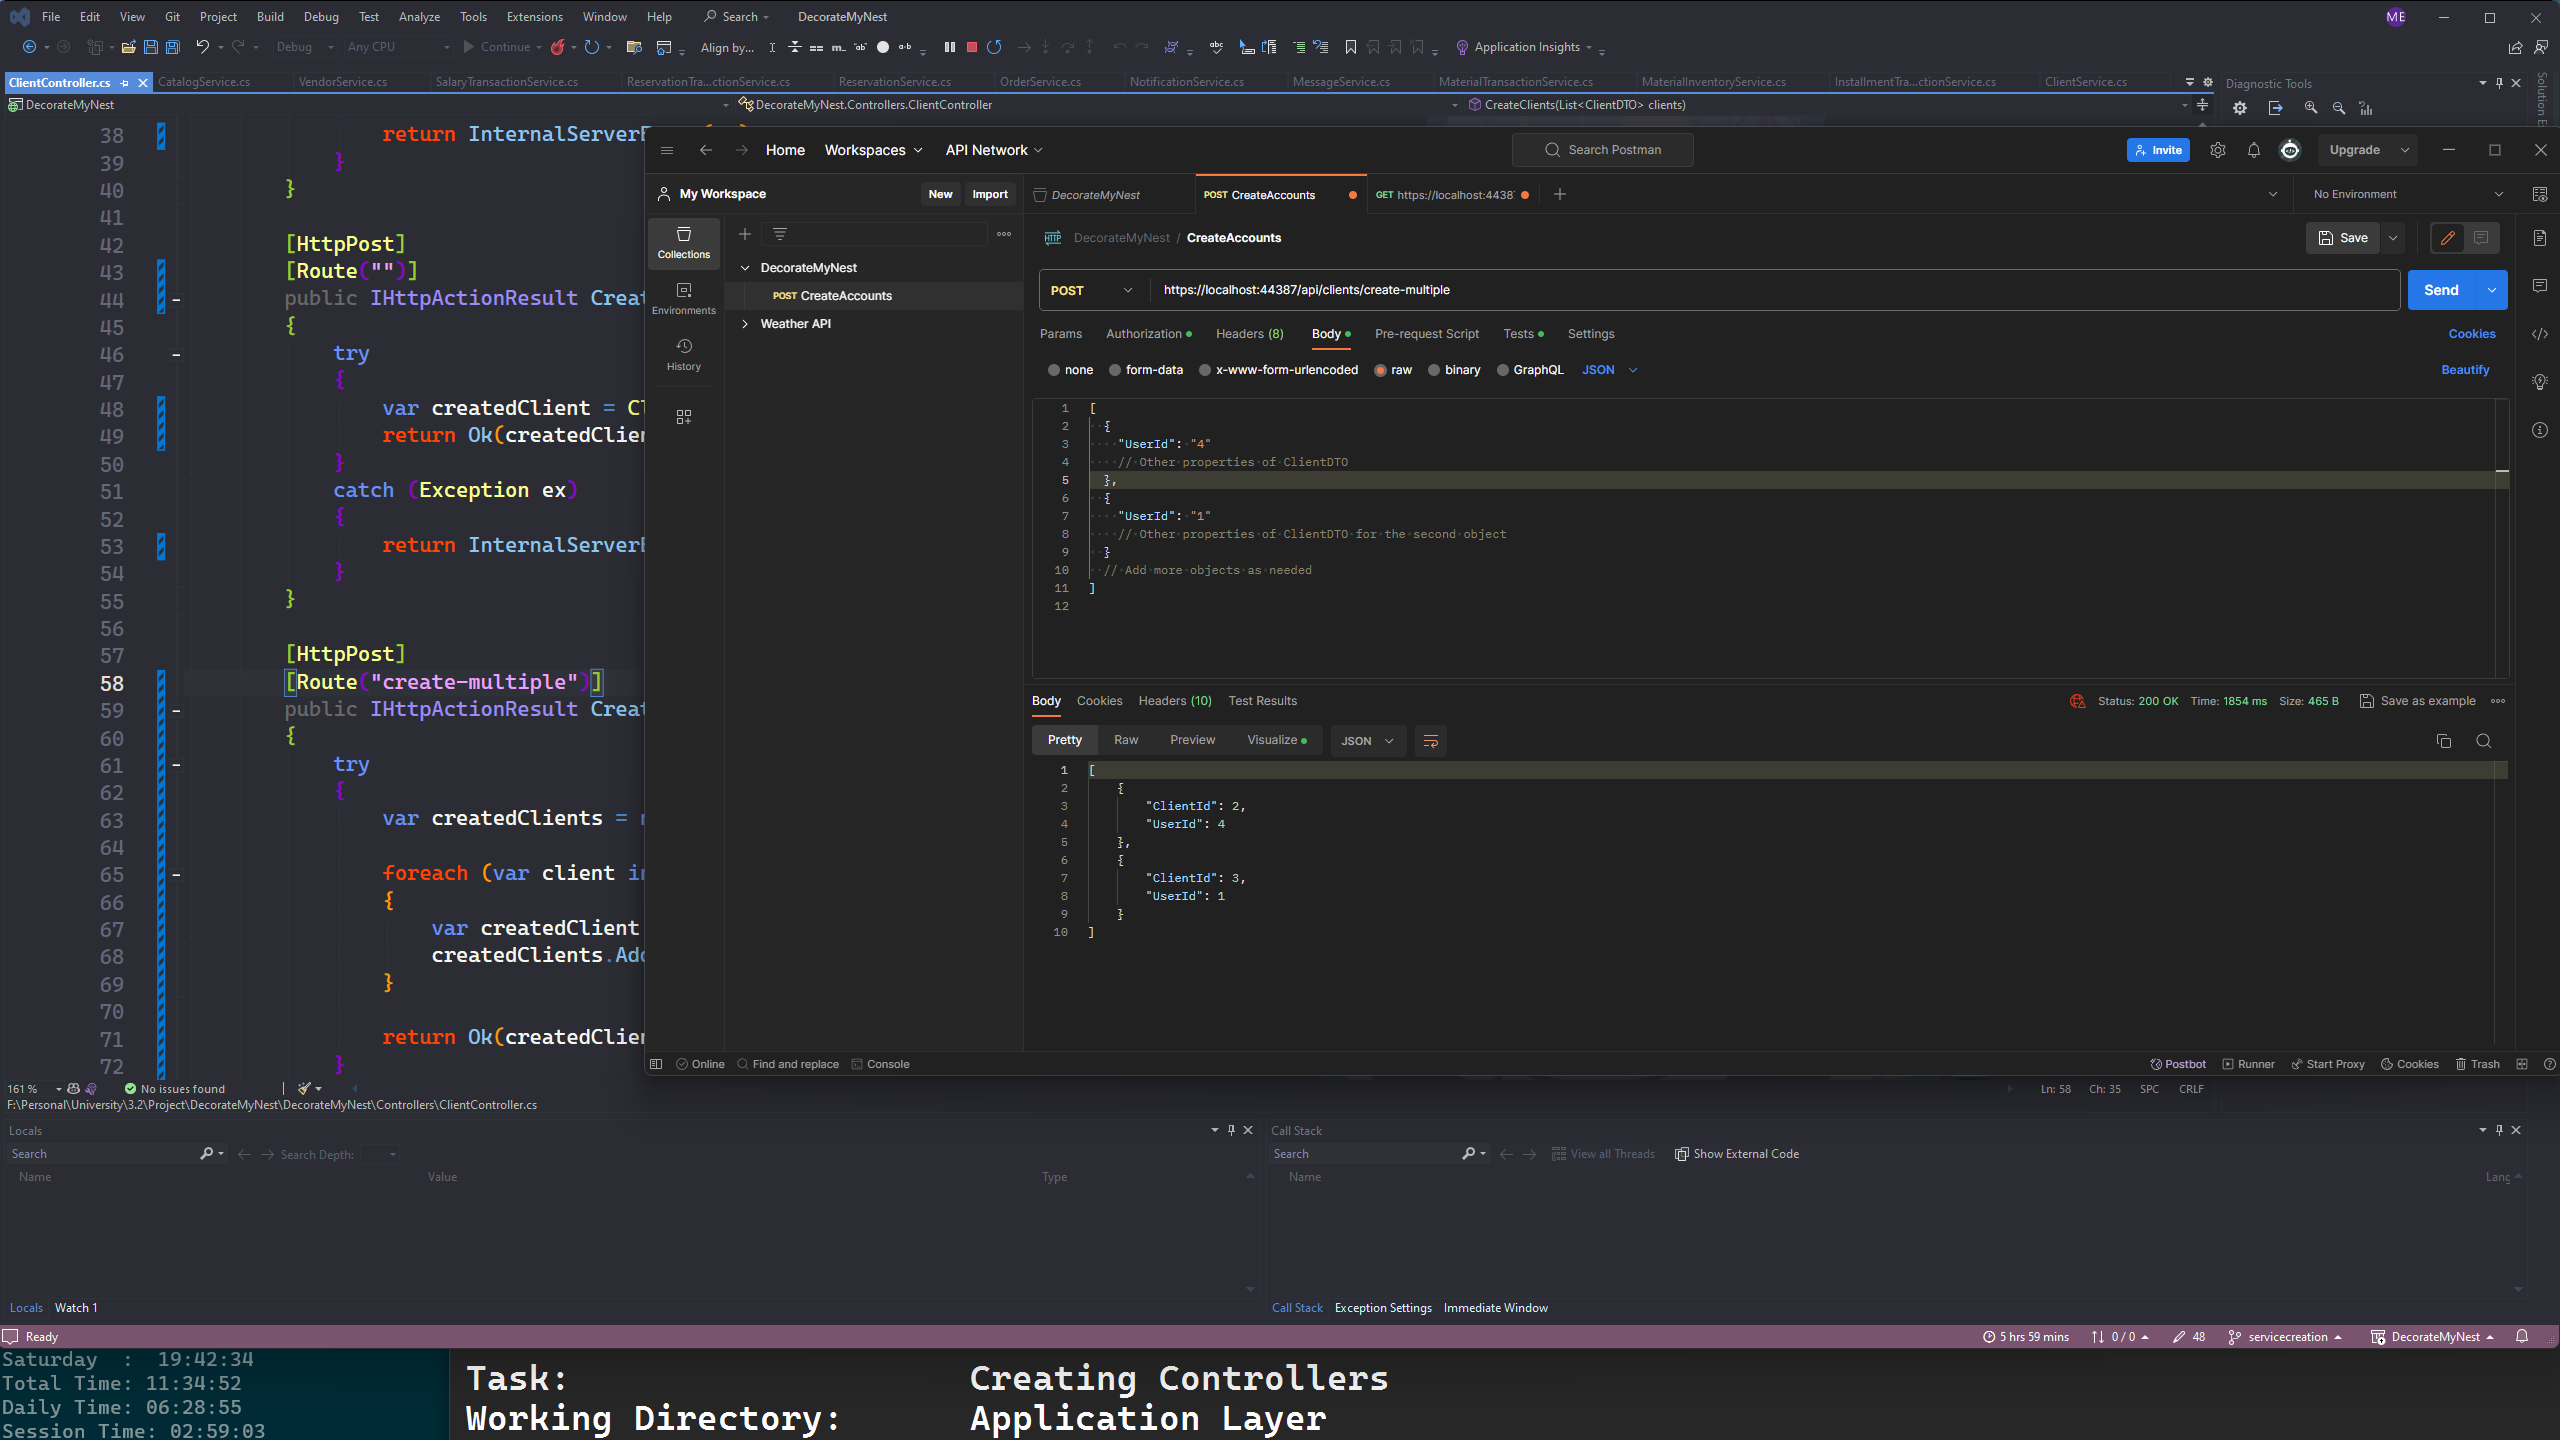 File Edit View Git Project Build Debug Test Analyze Tools Extensions Window Help Search DecorateMyNest ME
Debug Any CPU Continue Align by... Application Insights
ClientController.cs CatalogService.cs VendorService.cs SalaryTransactionService.cs ReservationTra...ctionService.cs ReservationService.cs OrderService.cs NotificationService.cs MessageService.cs MaterialTransactionService.cs MaterialInventoryService.cs InstallmentTra...ctionService.cs ClientService.cs Diagnostic Tools
DecorateMyNest DecorateMyNest.Controllers.ClientController CreateClients(List<ClientDTO> clients)
38 return InternalServerE
39 }
40 }
41
42 [HttpPost]
43 [Route("")]
44 public IHttpActionResult Creat
45 {
46 try
47 {
48 var createdClient = Cl
49 return Ok(createdClien
50 }
51 catch (Exception ex)
52 {
53 return InternalServerE
54 }
55 }
56
57 [HttpPost]
58 [Route("create-multiple")]
59 public IHttpActionResult Creat
60 {
61 try
62 {
63 var createdClients = n
64
65 foreach (var client in
66 {
67 var createdClient
68 createdClients.Add
69 }
70
71 return Ok(createdClien
72 }
161 % No issues found Ln: 58 Ch: 35 SPC CRLF
F:\Personal\University\3.2\Project\DecorateMyNest\DecorateMyNest\Controllers\ClientController.cs
Home Workspaces API Network Search Postman Invite Upgrade
My Workspace New Import DecorateMyNest POST CreateAccounts GET https://localhost:4438 No Environment
Collections
Environments
History
DecorateMyNest
POST CreateAccounts
Weather API
HTTP DecorateMyNest / CreateAccounts Save
POST https://localhost:44387/api/clients/create-multiple Send
Params Authorization Headers (8) Body Pre-request Script Tests Settings Cookies
none form-data x-www-form-urlencoded raw binary GraphQL JSON Beautify
1 [
2 {
3 "UserId": "4"
4 // Other properties of ClientDTO
5 },
6 {
7 "UserId": "1"
8 // Other properties of ClientDTO for the second object
9 }
10 // Add more objects as needed
11 ]
12
Body Cookies Headers (10) Test Results Status: 200 OK Time: 1854 ms Size: 465 B Save as example
Pretty Raw Preview Visualize JSON
1 [
2 {
3 "ClientId": 2,
4 "UserId": 4
5 },
6 {
7 "ClientId": 3,
8 "UserId": 1
9 }
10 ]
Online Find and replace Console Postbot Runner Start Proxy Cookies Trash
Locals
Search Search Depth:
Name Value Type
Locals Watch 1
Call Stack
Search View all Threads Show External Code
Name Lang
Call Stack Exception Settings Immediate Window
Ready 5 hrs 59 mins 0 / 0 48 servicecreation DecorateMyNest
Saturday : 19:42:34
Total Time: 11:34:52
Daily Time: 06:28:55
Session Time: 02:59:03
Task: Creating Controllers
Working Directory: Application Layer